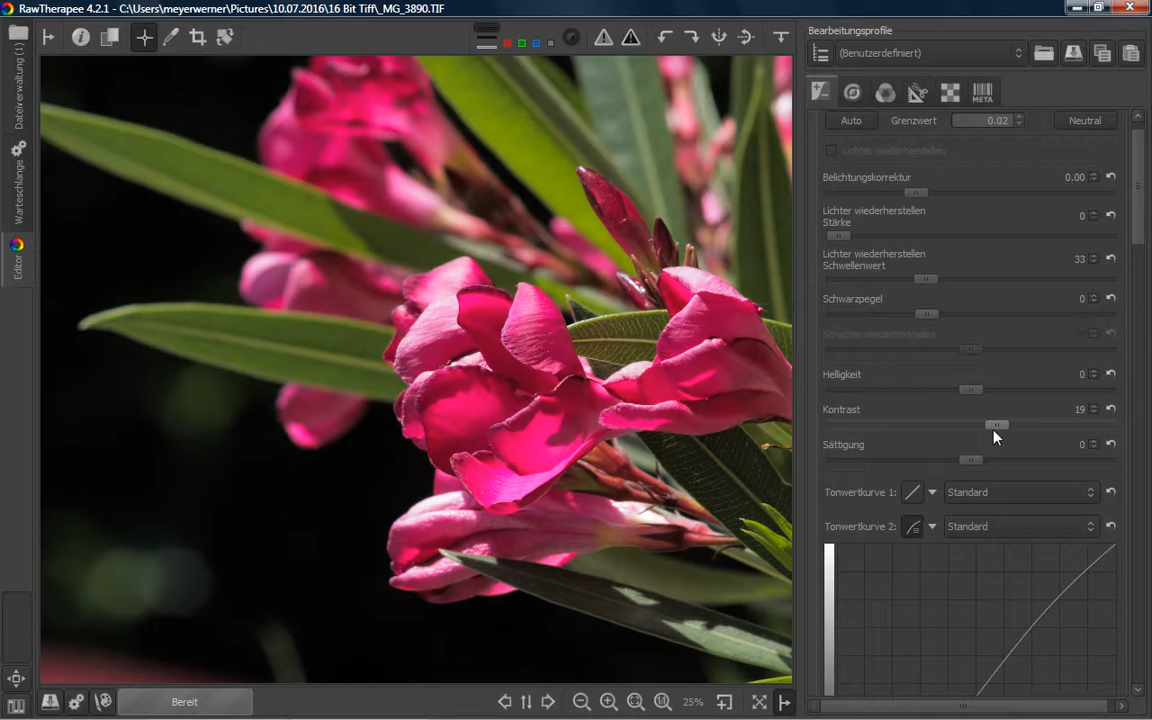 RawTherapee 4.2.1 - C:\Users\meyerwerner\Pictures\10.07.2016\16 Bit Tiff\_MG_3890.TIF
Dateiverwaltung (1)
Warteschlange
Editor
Bearbeitungsprofile
(Benutzerdefiniert)
META
Auto
Grenzwert
0.02
Neutral
Lichter wiederherstellen
Belichtungskorrektur
0.00
Lichter wiederherstellen
Stärke
0
Lichter wiederherstellen
Schwellenwert
33
Schwarzpegel
0
Schatten wiederherstellen
Helligkeit
0
Kontrast
19
Sättigung
0
Tonwertkurve 1:
Standard
Tonwertkurve 2:
Standard
Bereit
25%